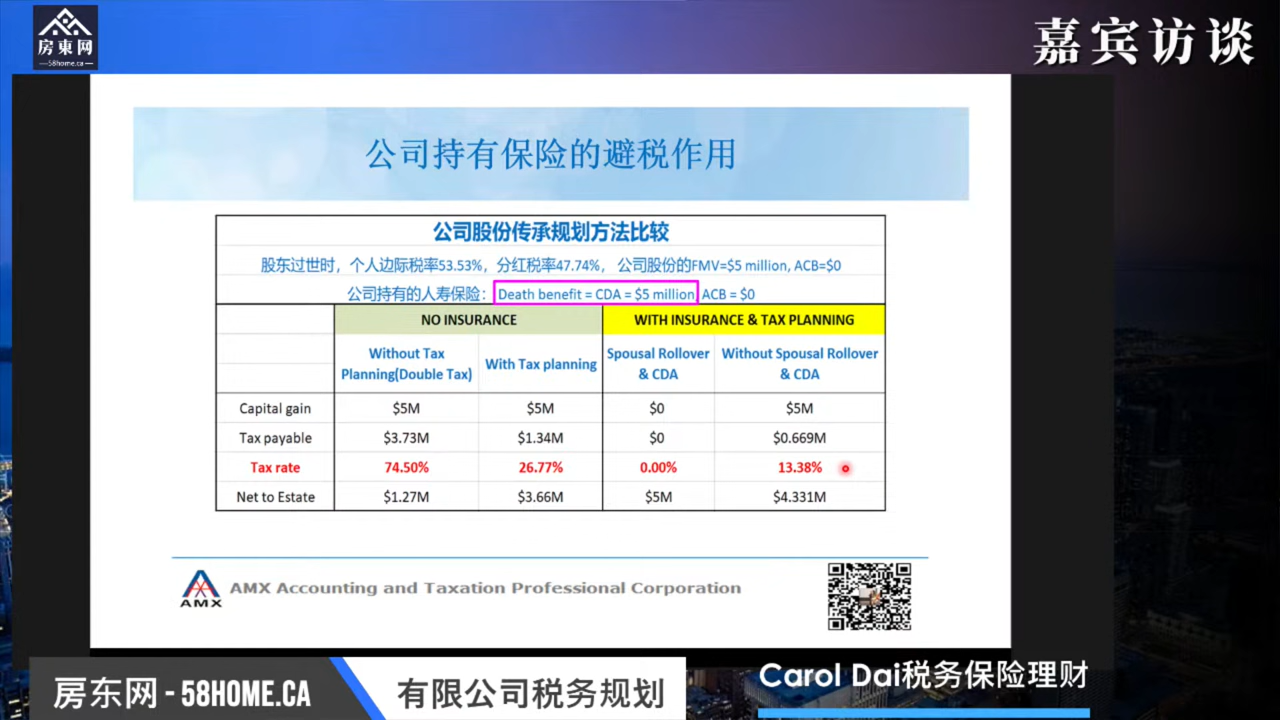 房東网
58home.ca
嘉宾访谈
公司持有保险的避税作用
公司股份传承规划方法比较
股东过世时，个人边际税率53.53%，分红税率47.74%， 公司股份的FMV=$5 million, ACB=$0
公司持有的人寿保险：Death benefit = CDA = $5 million, ACB = $0
NO INSURANCE WITH INSURANCE & TAX PLANNING
Without Tax Planning(Double Tax) With Tax planning Spousal Rollover & CDA Without Spousal Rollover & CDA
Capital gain $5M $5M $0 $5M
Tax payable $3.73M $1.34M $0 $0.669M
Tax rate 74.50% 26.77% 0.00% 13.38%
Net to Estate $1.27M $3.66M $5M $4.331M
AMX
AMX Accounting and Taxation Professional Corporation
房东网 - 58HOME.CA
有限公司税务规划
Carol Dai税务保险理财